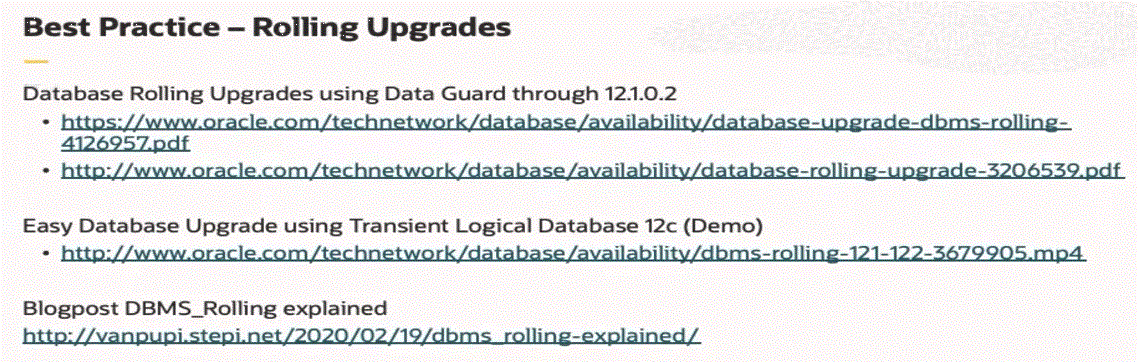 Best Practice – Rolling Upgrades
Database Rolling Upgrades using Data Guard through 12.1.0.2
• https://www.oracle.com/technetwork/database/availability/database-upgrade-dbms-rolling-
4126957.pdf
• http://www.oracle.com/technetwork/database/availability/database-rolling-upgrade-3206539.pdf
Easy Database Upgrade using Transient Logical Database 12c (Demo)
• http://www.oracle.com/technetwork/database/availability/dbms-rolling-121-122-3679905.mp4
Blogpost DBMS_Rolling explained
http://vanpupi.stepi.net/2020/02/19/dbms_rolling-explained/